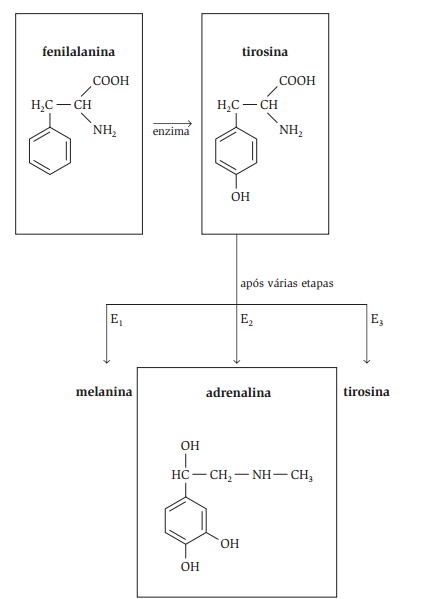 fenilalanina
COOH
H₂C — CH
NH₂
enzima
tirosina
COOH
H₂C — CH
NH₂
OH
após várias etapas
E₁
E₂
E₃
melanina
adrenalina
tirosina
OH
HC — CH₂ — NH — CH₃
OH
OH